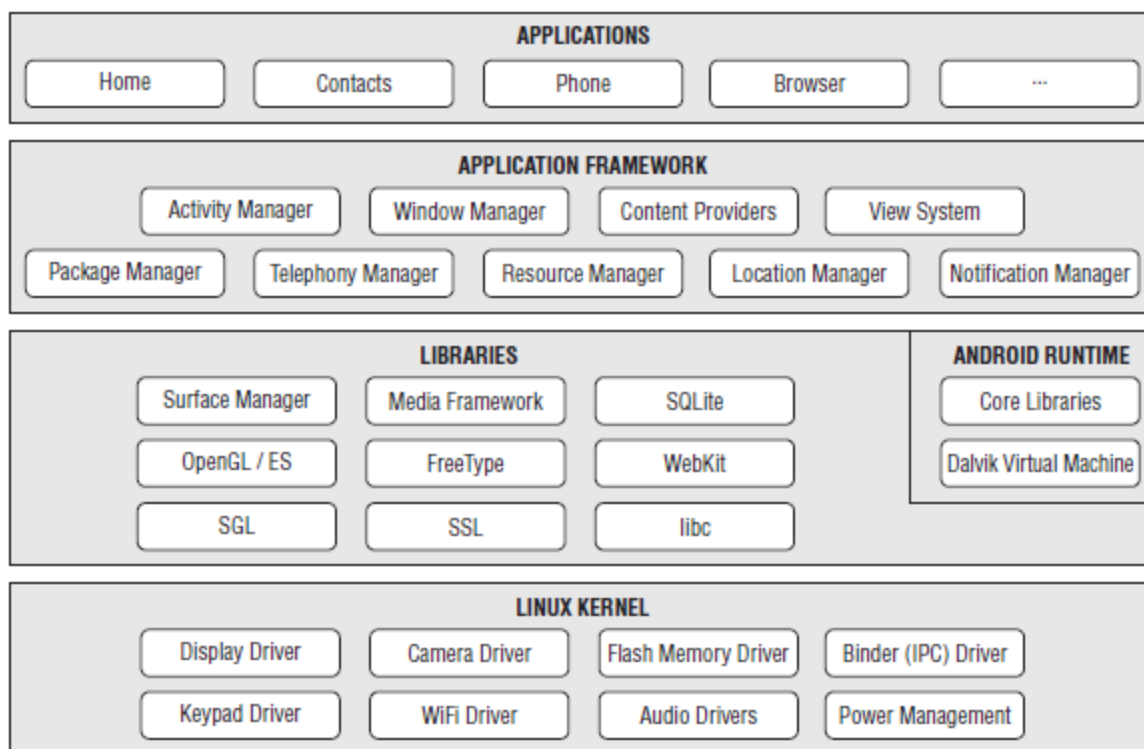 APPLICATIONS
Home Contacts Phone Browser ...
APPLICATION FRAMEWORK
Activity Manager Window Manager Content Providers View System
Package Manager Telephony Manager Resource Manager Location Manager Notification Manager
LIBRARIES ANDROID RUNTIME
Surface Manager Media Framework SQLite Core Libraries
OpenGL / ES FreeType WebKit Dalvik Virtual Machine
SGL SSL libc
LINUX KERNEL
Display Driver Camera Driver Flash Memory Driver Binder (IPC) Driver
Keypad Driver WiFi Driver Audio Drivers Power Management